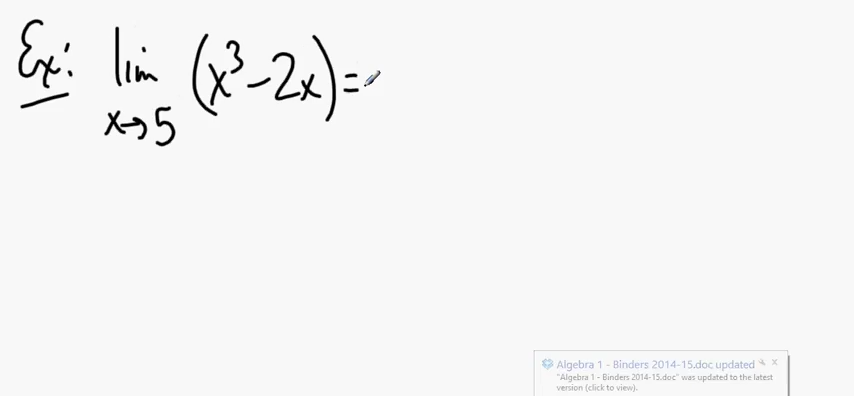 Ex: lim (x³-2x)=
x→5
Algebra 1 - Binders 2014-15.doc updated
"Algebra 1 - Binders 2014-15.doc" was updated to the latest
version (click to view).